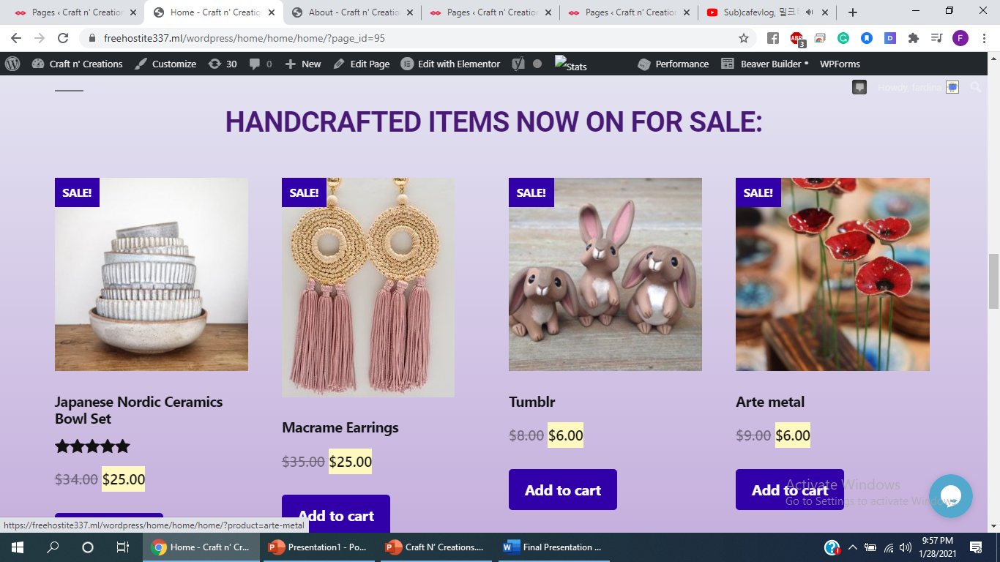 Pages ‹ Craft n' Creation
Home - Craft n' Creatio
About - Craft n' Creatio
Pages ‹ Craft n' Creation
Pages ‹ Craft n' Creation
Sub)cafevlog, 밀크
freehostite337.ml/wordpress/home/home/home/?page_id=95
ABP
3
D
F
Craft n' Creations
Customize
30
0
New
Edit Page
Edit with Elementor
Stats
Performance
Beaver Builder
WPForms
Howdy, fardina
HANDCRAFTED ITEMS NOW ON FOR SALE:
SALE!
SALE!
SALE!
SALE!
Japanese Nordic Ceramics
Bowl Set
$34.00 $25.00
Macrame Earrings
$35.00 $25.00
Add to cart
Tumblr
$8.00 $6.00
Add to cart
Arte metal
$9.00 $6.00
Add to cart
Activate Windows
Go to Settings to activate Windows.
https://freehostite337.ml/wordpress/home/home/home/?product=arte-metal
Home - Craft n' Cr...
Presentation1 - Po...
Craft N' Creations....
Final Presentation ...
9:57 PM
1/28/2021